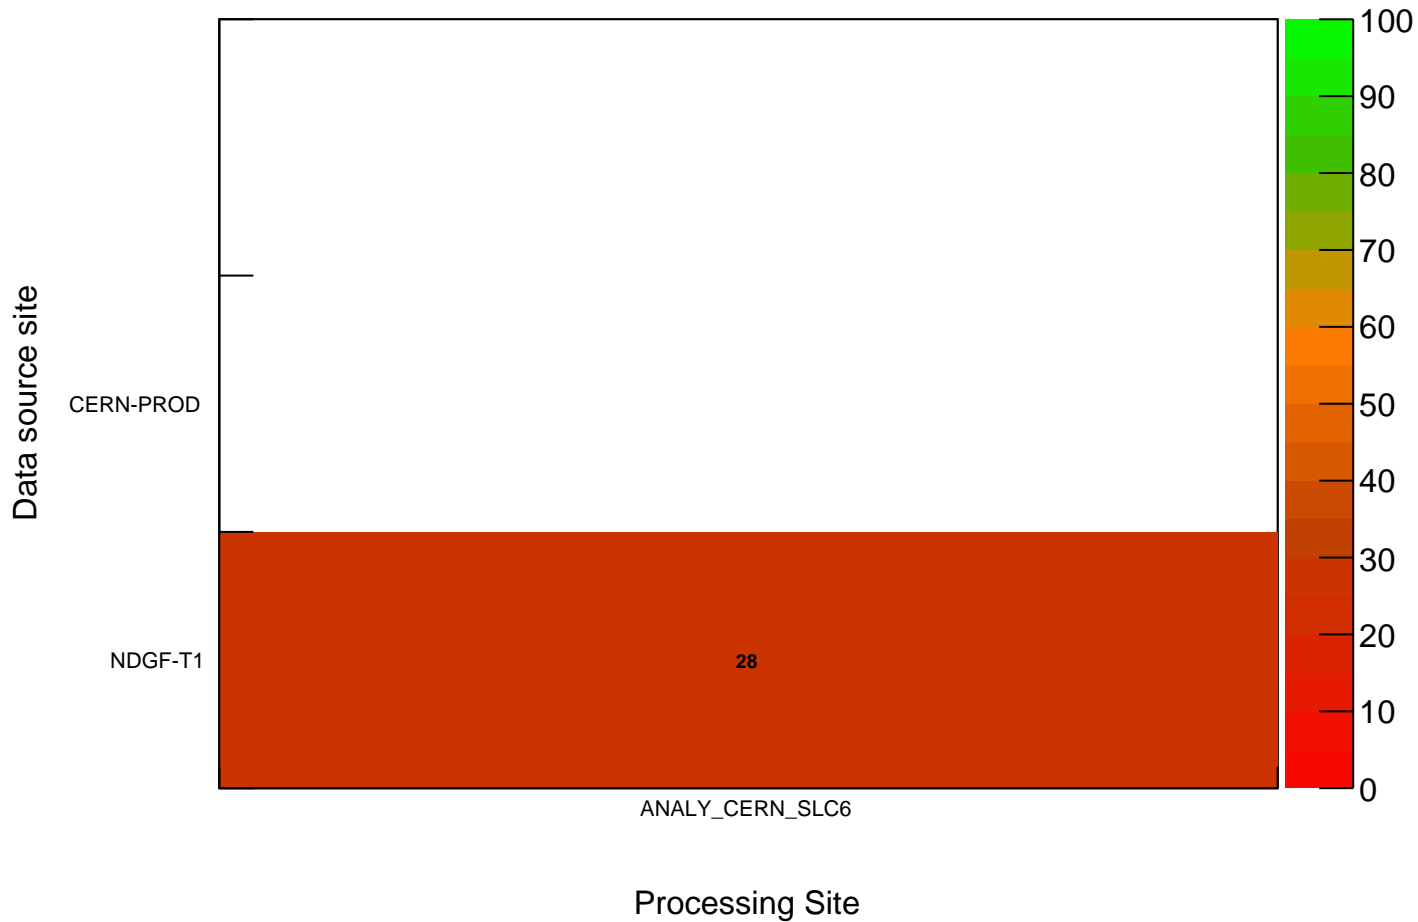 Data source site
CERN-PROD
NDGF-T1
28
ANALY_CERN_SLC6
Processing Site
100
90
80
70
60
50
40
30
20
10
0